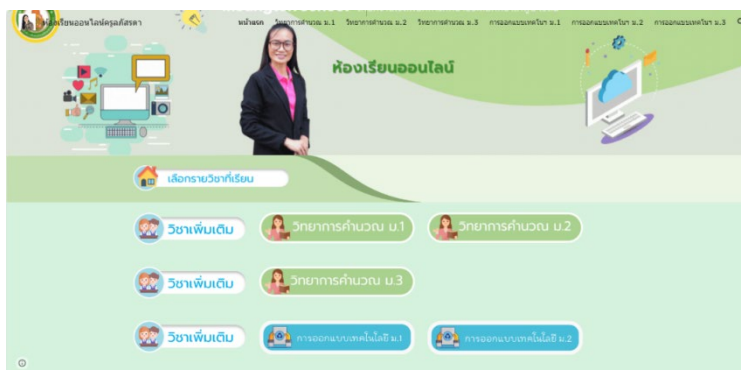 ห้องเรียนออนไลน์ครูลภัสรดา
หน้าแรก วิทยาการคำนวณ ม.1 วิทยาการคำนวณ ม.2 วิทยาการคำนวณ ม.3 การออกแบบเทคโนฯ ม.1 การออกแบบเทคโนฯ ม.2 การออกแบบเทคโนฯ ม.3
ห้องเรียนออนไลน์
เลือกรายวิชาที่เรียน
วิชาเพิ่มเติม วิทยาการคำนวณ ม.1 วิทยาการคำนวณ ม.2
วิชาเพิ่มเติม วิทยาการคำนวณ ม.3
วิชาเพิ่มเติม การออกแบบเทคโนโลยี ม.1 การออกแบบเทคโนโลยี ม.2